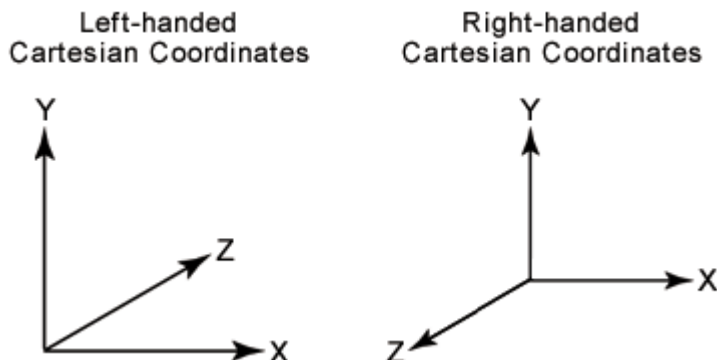 Left-handed
Cartesian Coordinates
Y
Z
X
Right-handed
Cartesian Coordinates
Y
X
Z